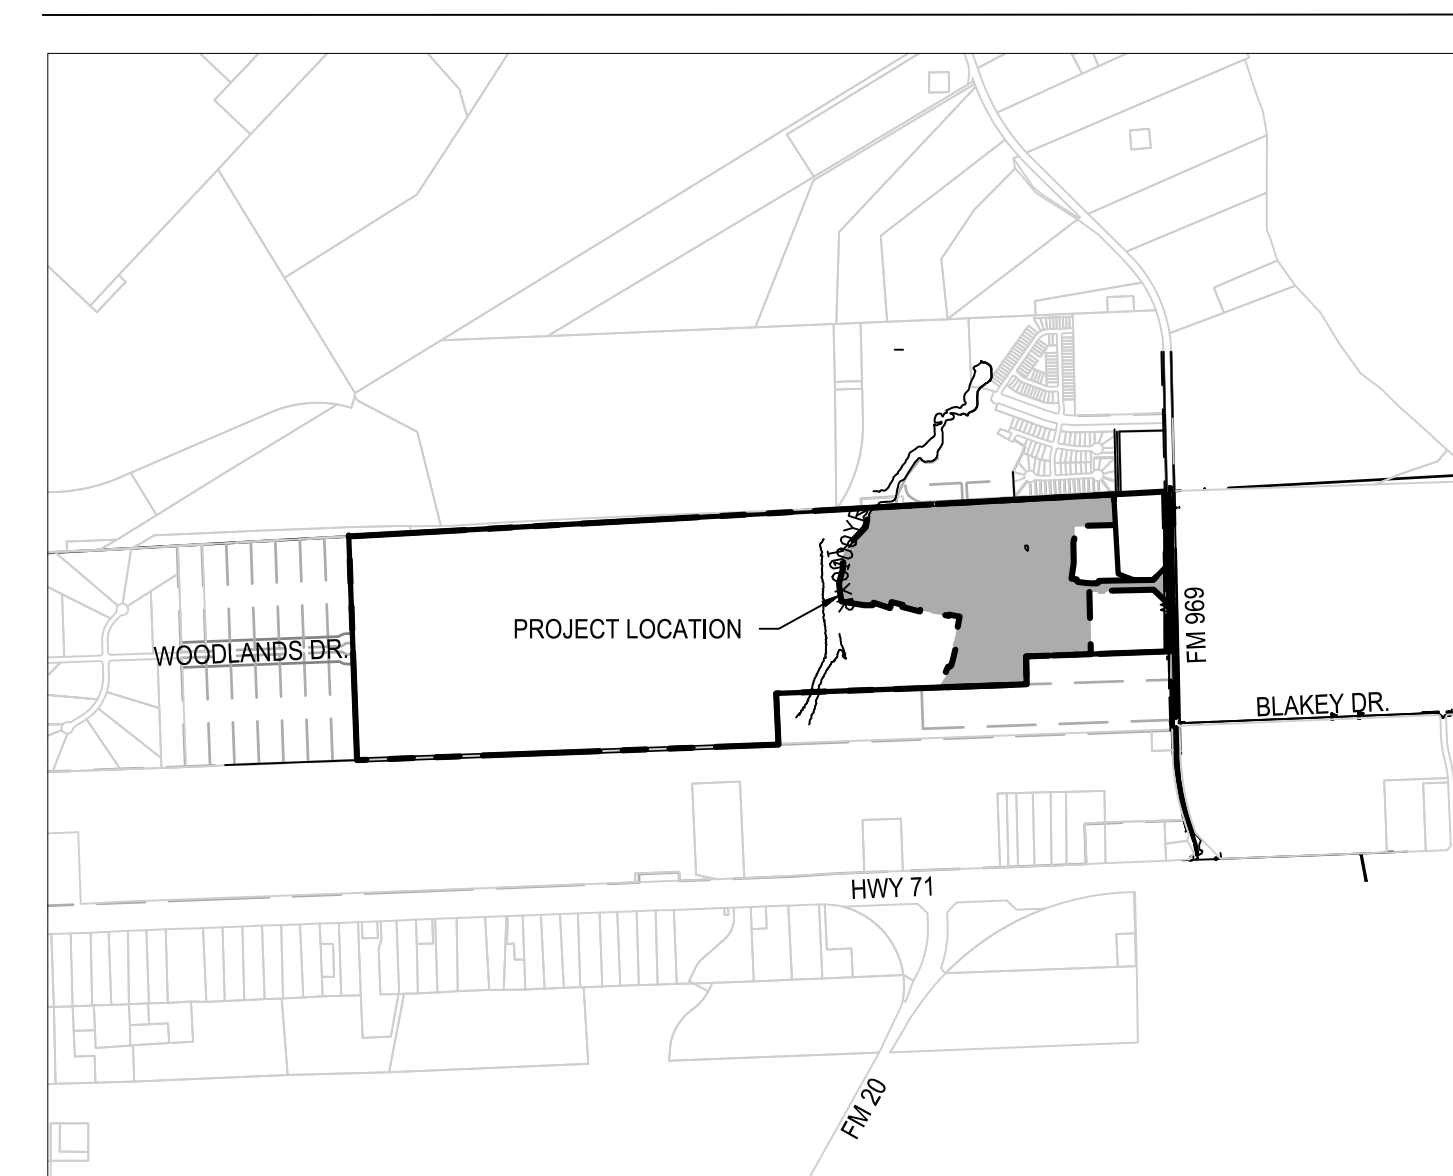 PROJECT LOCATION
WOODLANDS DR.
FM 969
BLAKEY DR.
HWY 71
FM 20